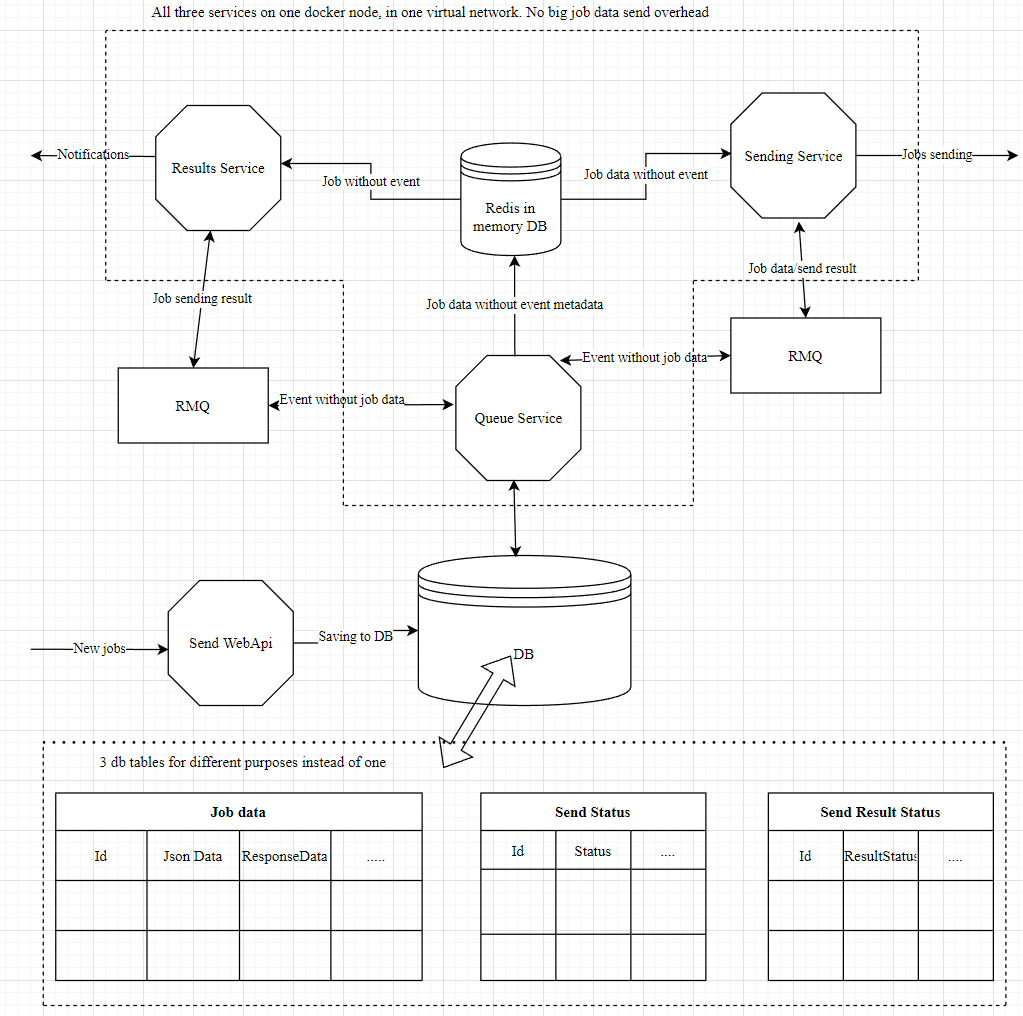 All three services on one docker node, in one virtual network. No big job data send overhead
Notifications
Results Service
Job without event
Redis in
memory DB
Job data without event
Sending Service
Jobs sending
Job sending result
Job data without event metadata
Job data/send result
RMQ
Event without job data
Queue Service
Event without job data
RMQ
New jobs
Send WebApi
Saving to DB
DB
3 db tables for different purposes instead of one
Job data
Id
Json Data
ResponseData
.....
Send Status
Id
Status
....
Send Result Status
Id
ResultStatus
....